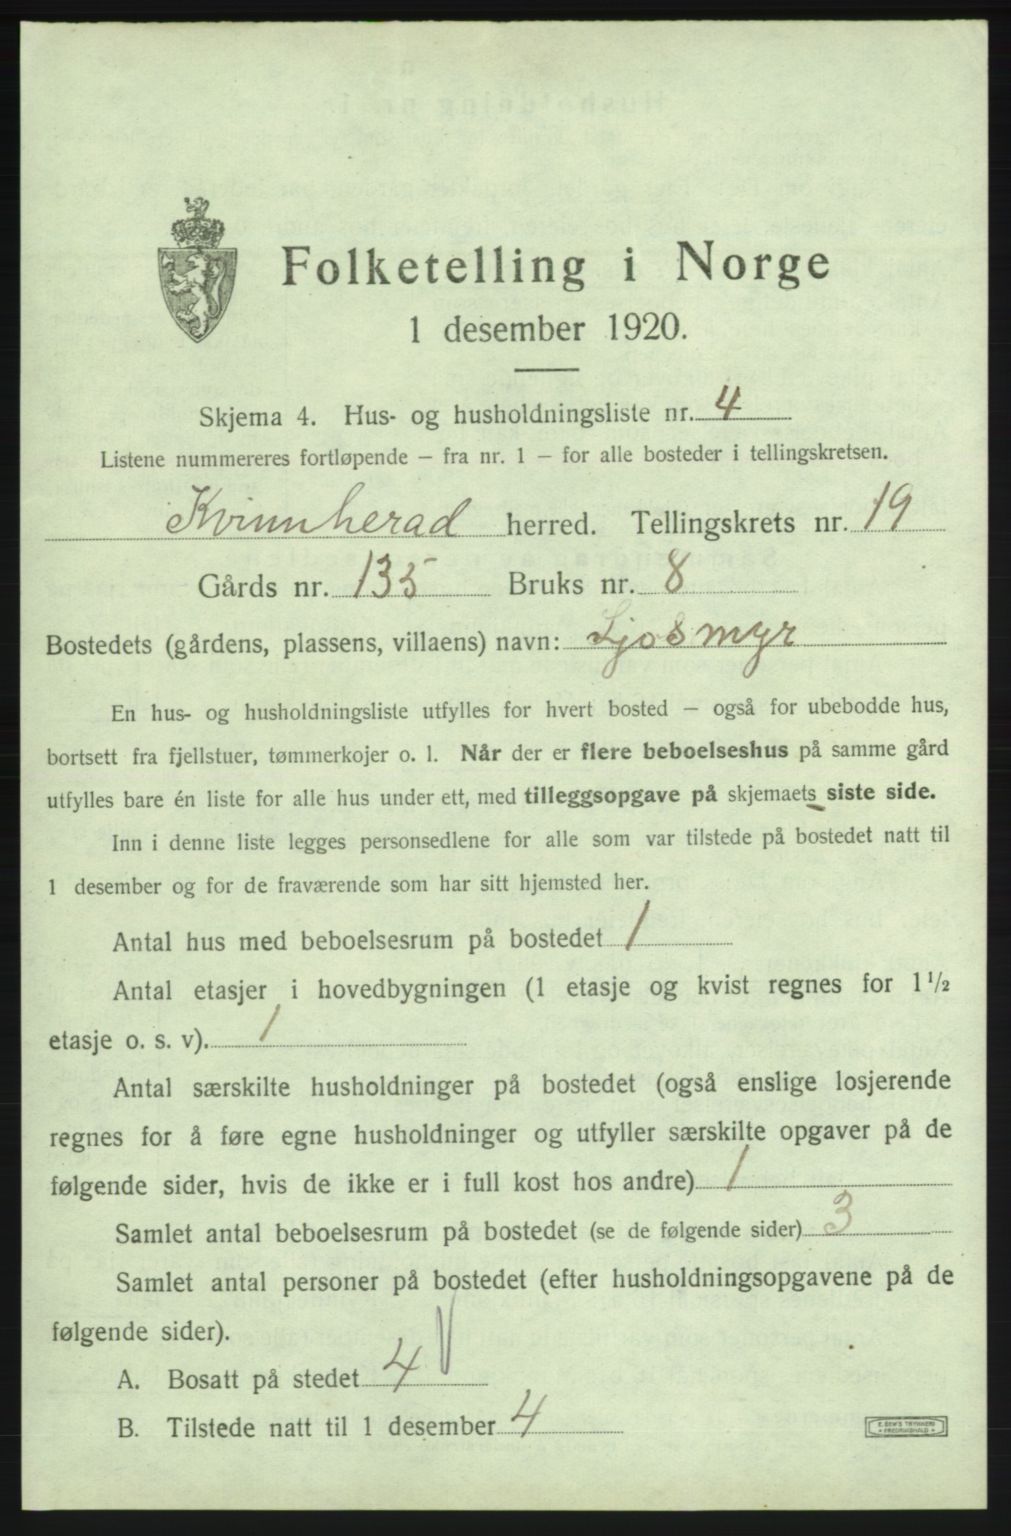 Folketelling i Norge
1 desember 1920.
Skjema 4. Hus- og husholdningsliste nr. 4
Listene nummereres fortløpende – fra nr. 1 – for alle bosteder i tellingskretsen.
Kvinnherad herred. Tellingskrets nr. 19
Gårds nr. 135 Bruks nr. 8
Bostedets (gårdens, plassens, villaens) navn: Ljosmyr
En hus- og husholdningsliste utfylles for hvert bosted – også for ubebodde hus,
bortsett fra fjellstuer, tømmerkojer o. l. Når der er flere beboelseshus på samme gård
utfylles bare én liste for alle hus under ett, med tilleggsopgave på skjemaets siste side.
Inn i denne liste legges personsedlene for alle som var tilstede på bostedet natt til
1 desember og for de fraværende som har sitt hjemsted her.
Antal hus med beboelsesrum på bostedet 1
Antal etasjer i hovedbygningen (1 etasje og kvist regnes for 1 1/2
etasje o. s. v). 1
Antal særskilte husholdninger på bostedet (også enslige losjerende
regnes for å føre egne husholdninger og utfyller særskilte opgaver på de
følgende sider, hvis de ikke er i full kost hos andre) 1
Samlet antal beboelsesrum på bostedet (se de følgende sider) 3
Samlet antal personer på bostedet (efter husholdningsopgavene på de
følgende sider).
A. Bosatt på stedet 4
B. Tilstede natt til 1 desember 4
E. SEM'S TRYKKERI
FREDRIKSHALD